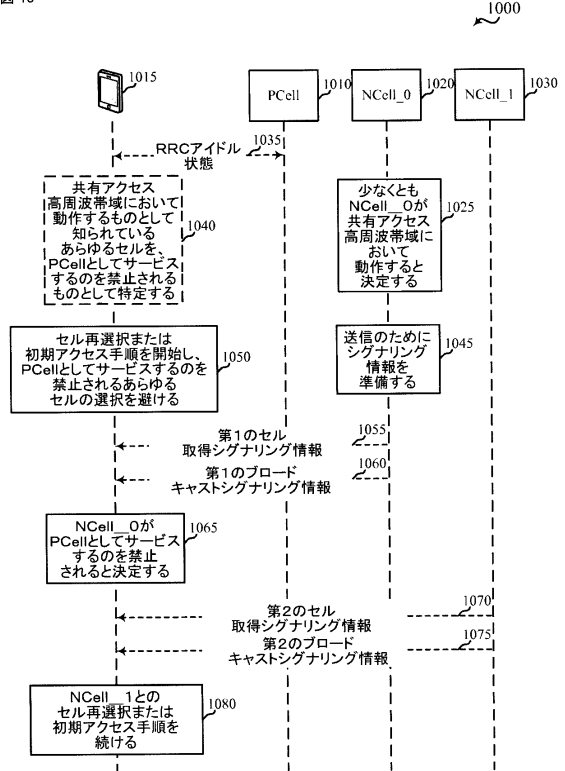 1000
1015
PCell
1010
NCell_0
1020
NCell_1
1030
RRCアイドル
状態
1035
共有アクセス
高周波帯域において
動作するものとして
知られている
あらゆるセルを、
PCellとしてサービス
するのを禁止される
ものとして特定する
1040
少なくとも
NCell_0が
共有アクセス
高周波帯域に
おいて
動作すると
決定する
1025
セル再選択または
初期アクセス手順を開始し、
PCellとしてサービスするのを
禁止されるあらゆる
セルの選択を避ける
1050
送信のために
シグナリング
情報を
準備する
1045
第1のセル
取得シグナリング情報
1055
第1のブロード
キャストシグナリング情報
1060
NCell_0が
PCellとしてサービス
するのを禁止
されると決定する
1065
第2のセル
取得シグナリング情報
1070
第2のブロード
キャストシグナリング情報
1075
NCell_1との
セル再選択または
初期アクセス手順を
続ける
1080